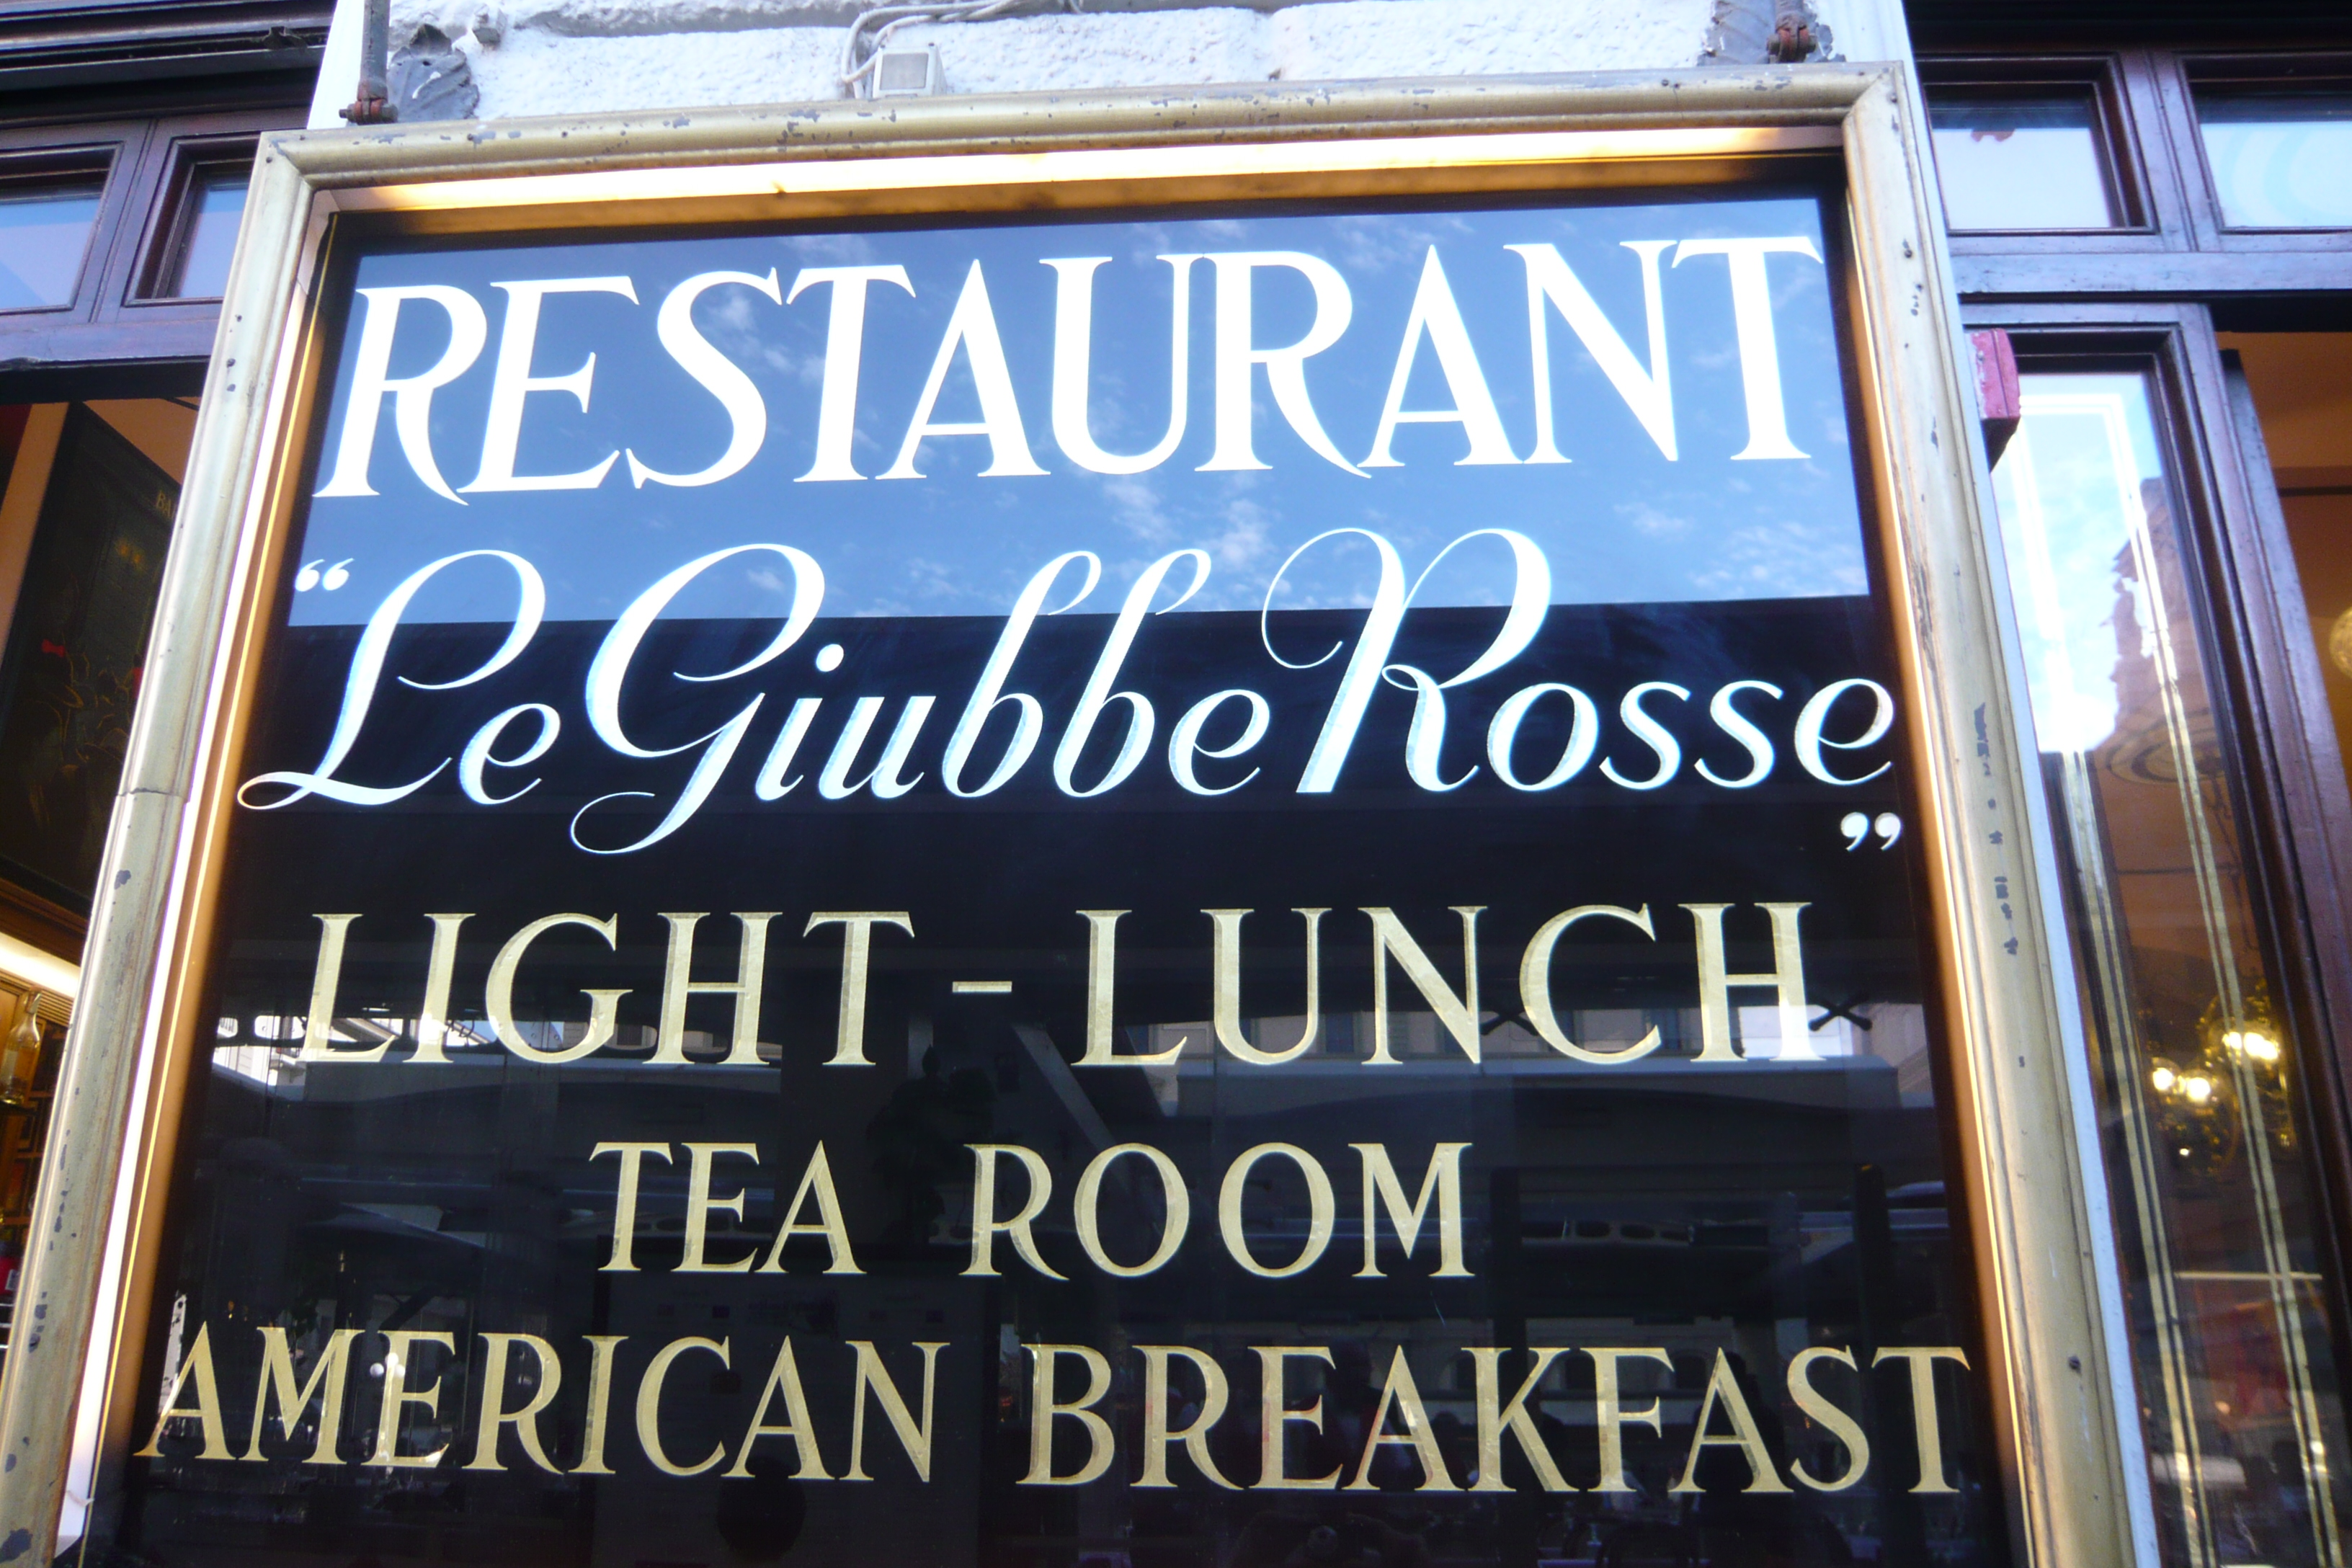 RESTAURANT
“Le Giubbe Rosse”
LIGHT - LUNCH
TEA ROOM
AMERICAN BREAKFAST